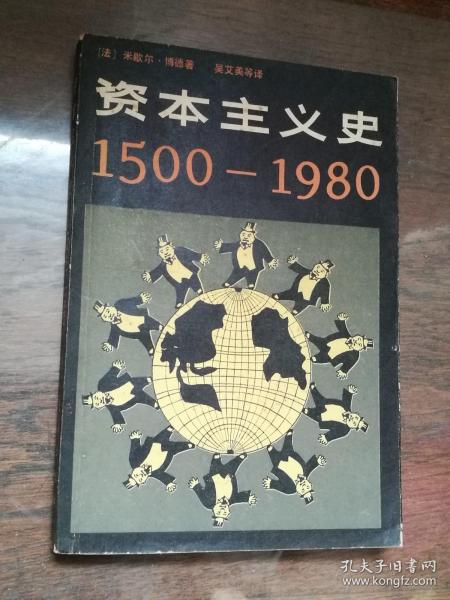 [法] 米歇尔·博德著 吴艾美等译
资本主义史
1500－1980
孔夫子旧书网
www.kongfz.com